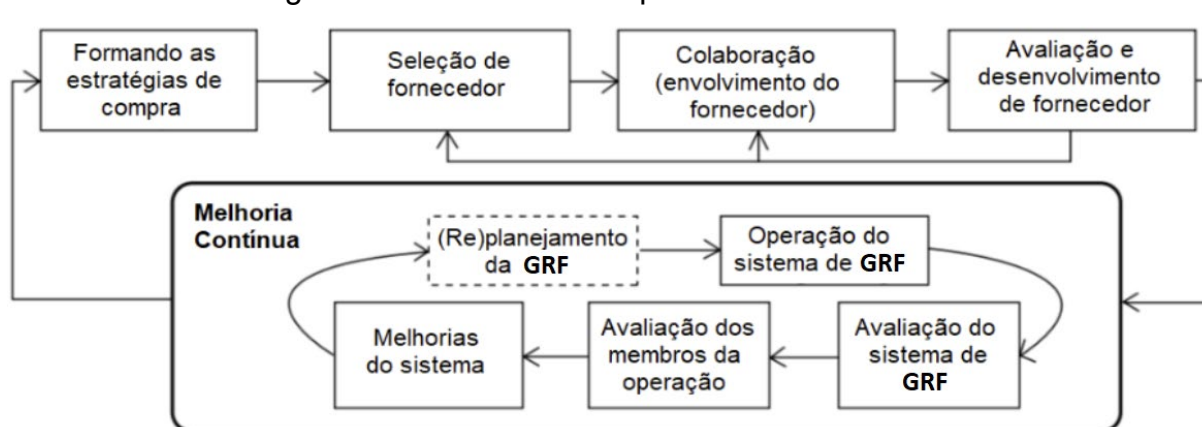 Formando as
estratégias de
compra
Seleção de
fornecedor
Colaboração
(envolvimento do
fornecedor)
Avaliação e
desenvolvimento
de fornecedor
Melhoria
Contínua
(Re)planejamento
da GRF
Operação do
sistema de GRF
Avaliação do
sistema de
GRF
Avaliação dos
membros da
operação
Melhorias
do sistema